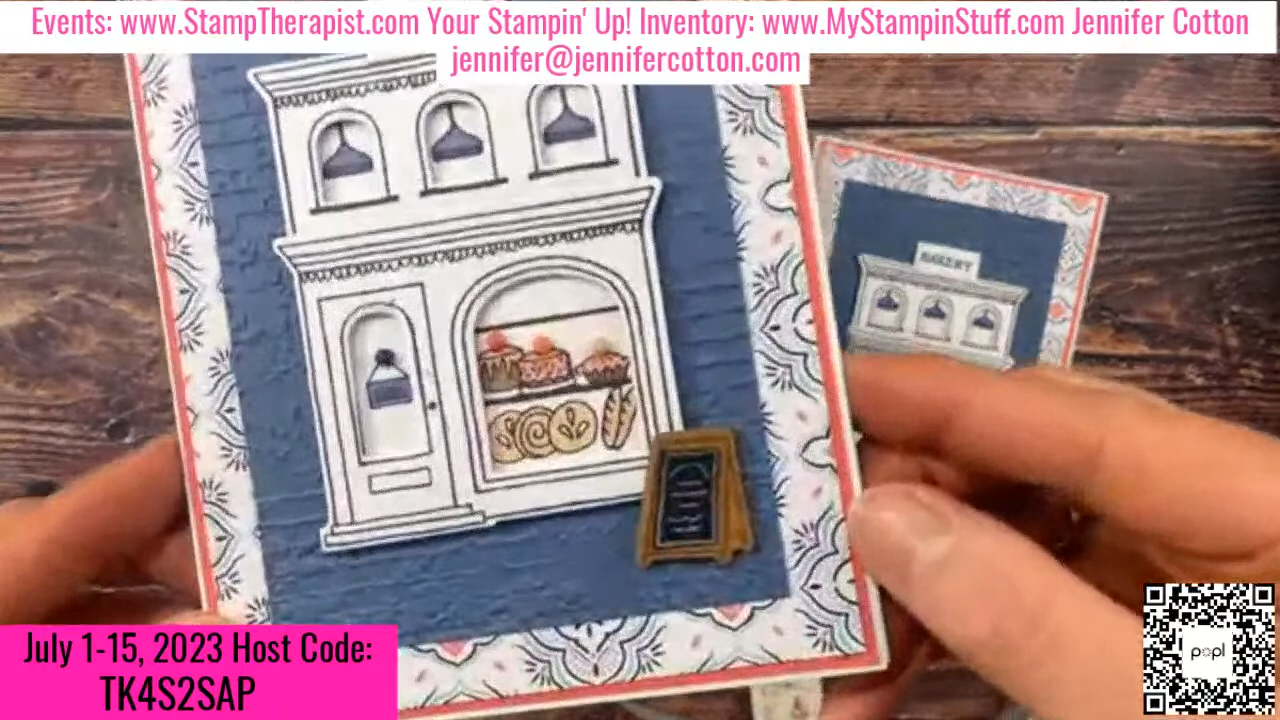 Events: www.StampTherapist.com Your Stampin' Up! Inventory: www.MyStampinStuff.com Jennifer Cotton
jennifer@jennifercotton.com
BAKERY
July 1-15, 2023 Host Code:
TK4S2SAP
popl